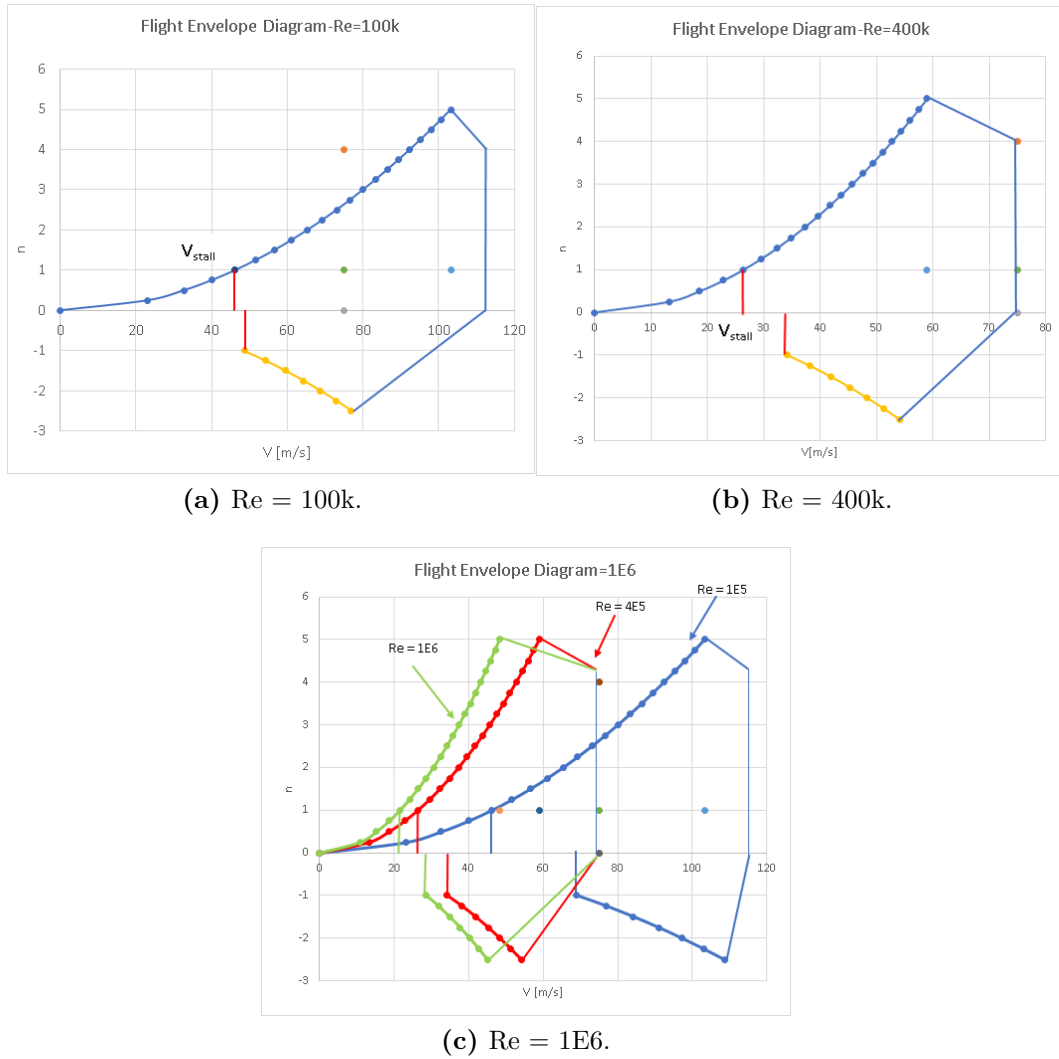 Flight Envelope Diagram-Re=100k
6
5
4
3
2
1
0
-1
-2
-3
n
V_stall
0 20 40 60 80 100 120
V [m/s]
(a) Re = 100k.
Flight Envelope Diagram-Re=400k
6
5
4
3
2
1
0
-1
-2
-3
n
0 10 20 30 40 50 60 70 80
V_stall
V[m/s]
(b) Re = 400k.
Flight Envelope Diagram=1E6
6
5
4
3
2
1
0
-1
-2
-3
n
Re = 1E6
Re = 4E5
Re = 1E5
0 20 40 60 80 100 120
V [m/s]
(c) Re = 1E6.